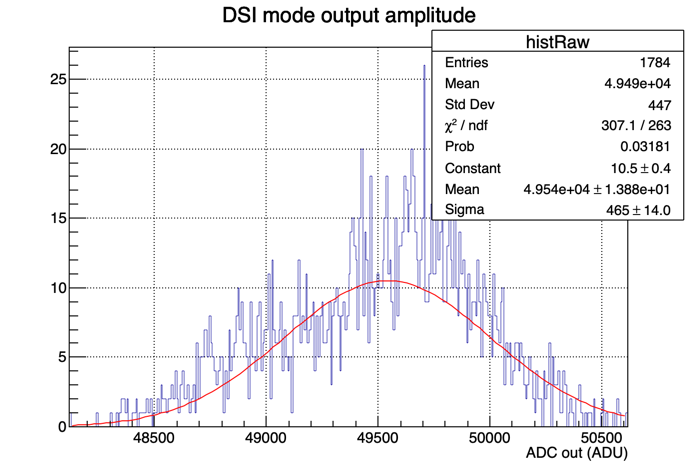 DSI mode output amplitude
histRaw
Entries 1784
Mean 4.949e+04
Std Dev 447
χ² / ndf 307.1 / 263
Prob 0.03181
Constant 10.5 ± 0.4
Mean 4.954e+04 ± 1.388e+01
Sigma 465 ± 14.0
25
20
15
10
5
0
48500 49000 49500 50000 50500
ADC out (ADU)